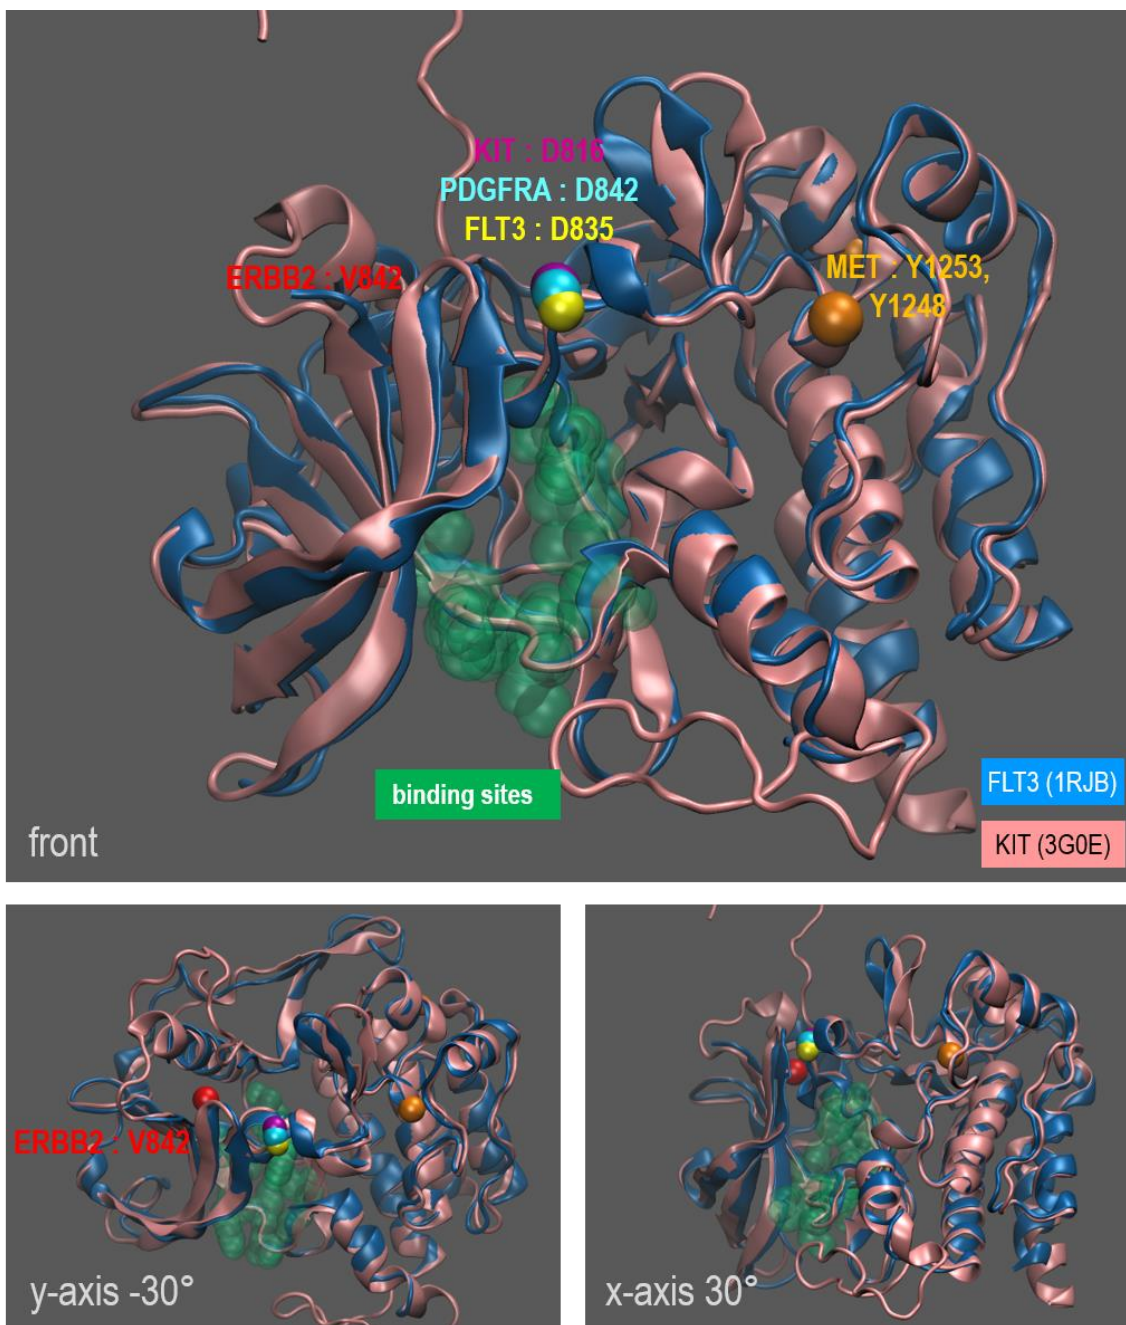 KIT : D816
PDGFRA : D842
FLT3 : D835
ERBB2 : V842
MET : Y1253,
Y1248
binding sites
FLT3 (1RJB)
KIT (3G0E)
front
ERBB2 : V842
y-axis -30°
x-axis 30°